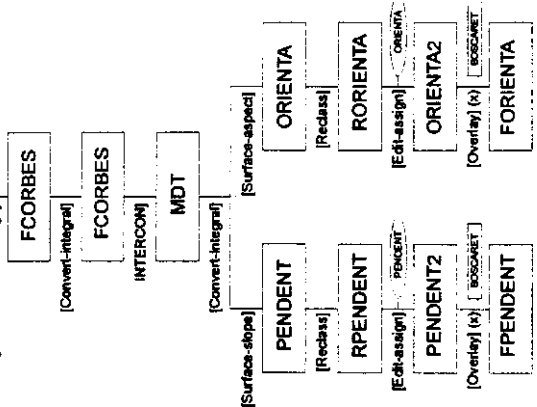 FCORBES
[Convert-integral]
FCORBES
INTERCON]
MDT
[Convert-integral]
[Surface-slope]
[Surface-aspect]
PENDENT
ORIENTA
[Reclass]
[Reclass]
RPENDENT
RORIENTA
[Edit-assign]
PENDENT
[Edit-assign]
ORIENTA
PENDENT2
ORIENTA2
[Overlay] (x)
BOSCARET
[Overlay] (x)
BOSCARET
FPENDENT
FORIENTA